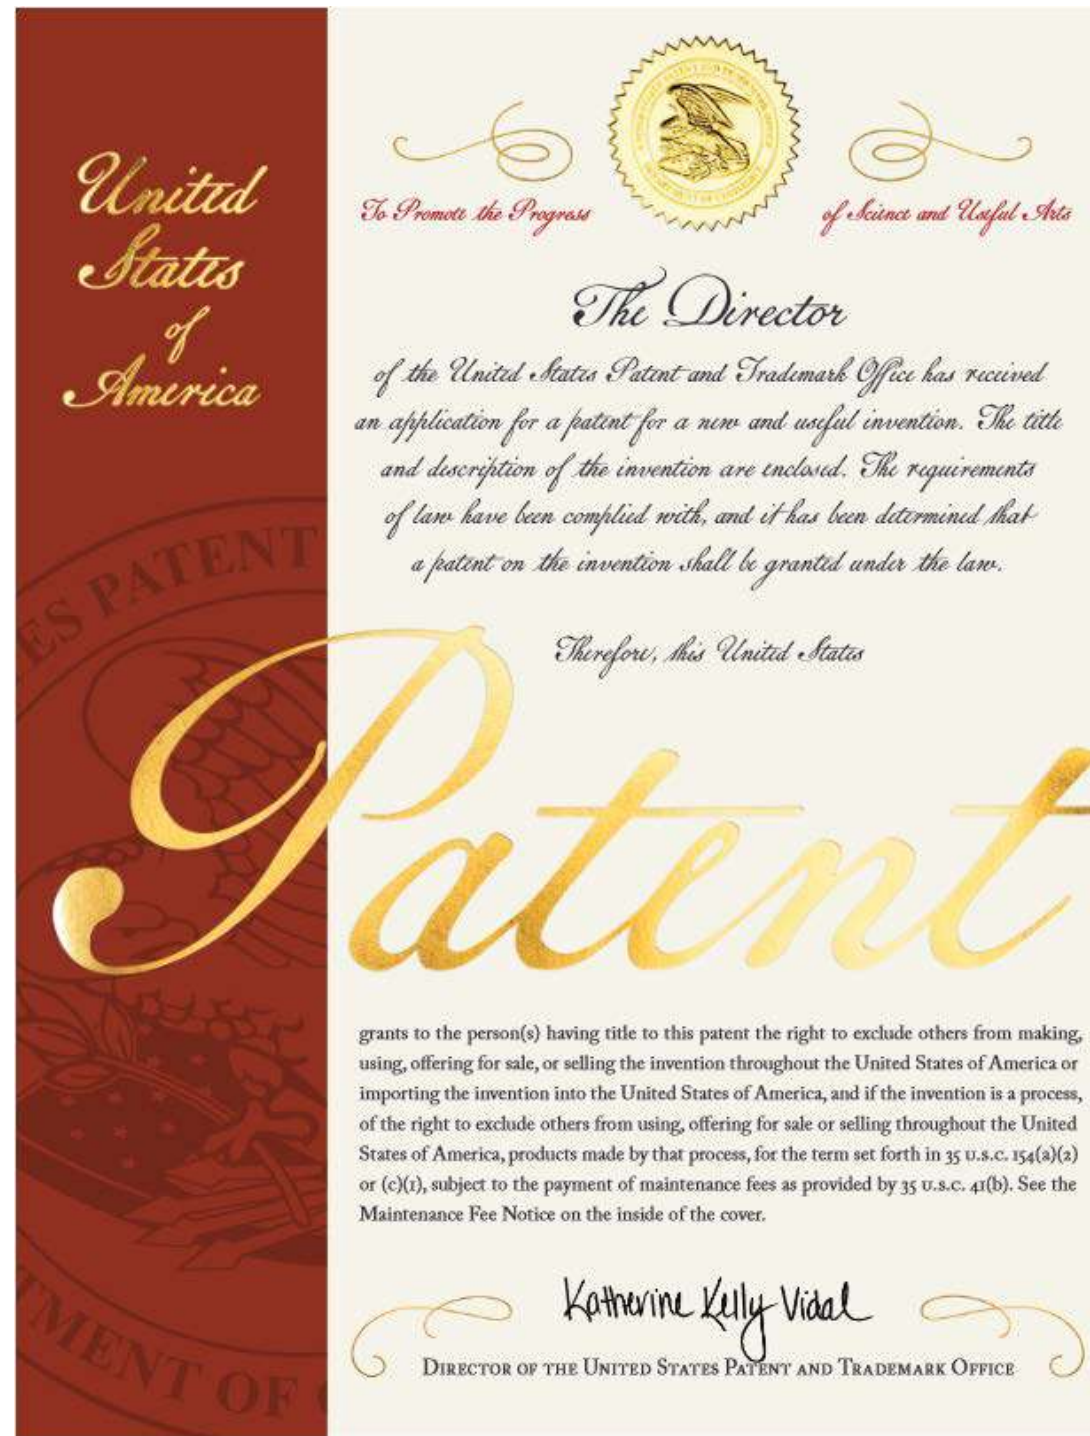 United
States
of
America
To Promote the Progress
of Science and Useful Arts
The Director
of the United States Patent and Trademark Office has received
an application for a patent for a new and useful invention. The title
and description of the invention are enclosed. The requirements
of law have been complied with, and it has been determined that
a patent on the invention shall be granted under the law.
Therefore, this United States
Patent
grants to the person(s) having title to this patent the right to exclude others from making,
using, offering for sale, or selling the invention throughout the United States of America or
importing the invention into the United States of America, and if the invention is a process,
of the right to exclude others from using, offering for sale or selling throughout the United
States of America, products made by that process, for the term set forth in 35 U.S.C. 154(a)(2)
or (c)(1), subject to the payment of maintenance fees as provided by 35 U.S.C. 41(b). See the
Maintenance Fee Notice on the inside of the cover.
Katherine Kelly Vidal
DIRECTOR OF THE UNITED STATES PATENT AND TRADEMARK OFFICE
ES PATENT
TMENT OF